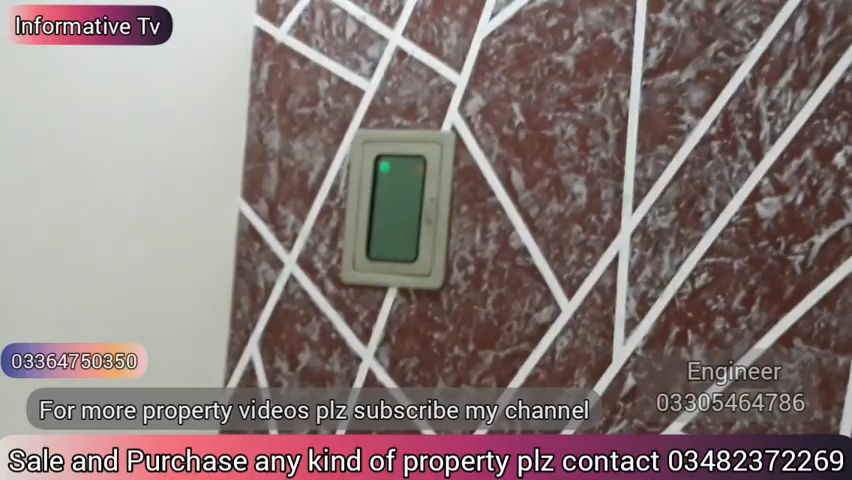 Informative Tv
03364750350
Engineer
03305464786
For more property videos plz subscribe my channel
Sale and Purchase any kind of property plz contact 03482372269